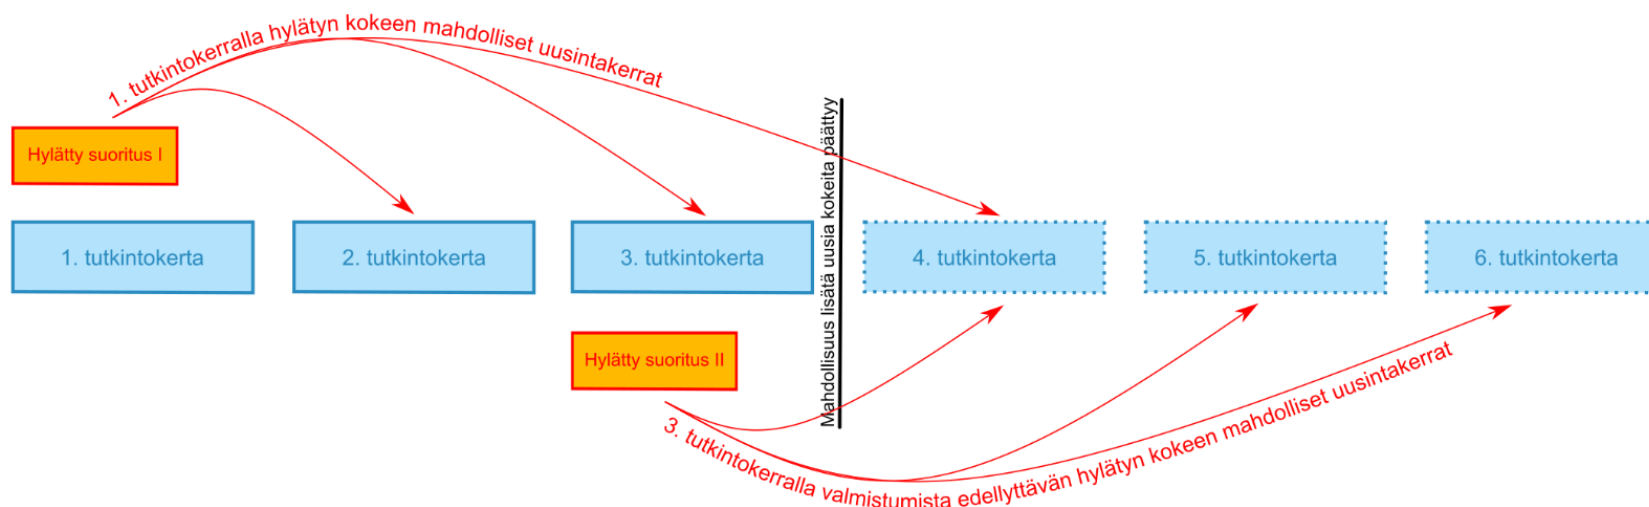 1. tutkintokerralla hylätyn kokeen mahdolliset uusintakerrat
Hylätty suoritus I
Mahdollisuus lisätä uusia kokeita päättyy
1. tutkintokerta
2. tutkintokerta
3. tutkintokerta
4. tutkintokerta
5. tutkintokerta
6. tutkintokerta
Hylätty suoritus II
3. tutkintokerralla valmistumista edellyttävän hylätyn kokeen mahdolliset uusintakerrat